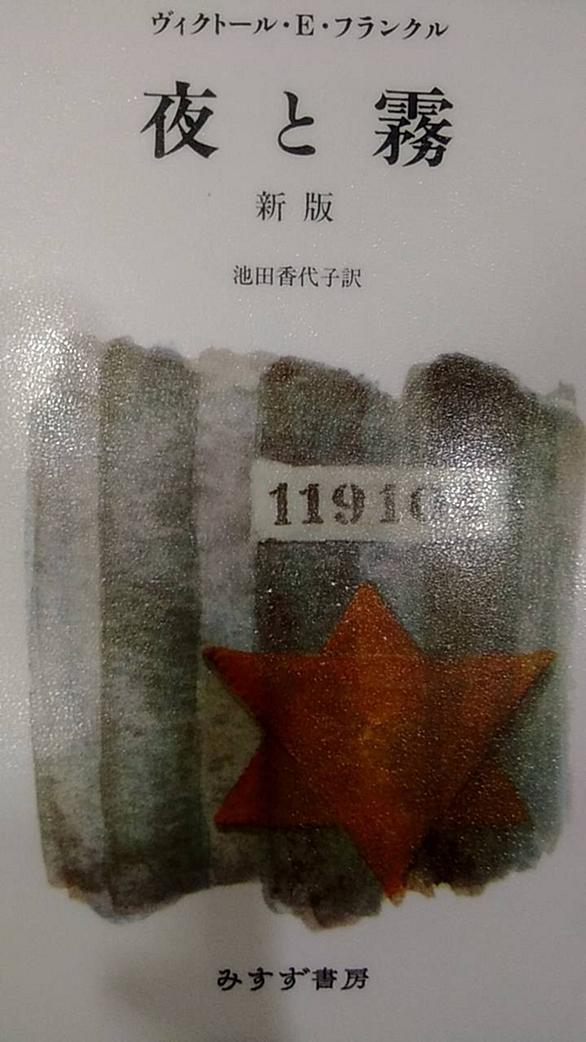 ヴィクトール・E・フランクル
夜と霧
新版
池田香代子訳
11910
みすず書房